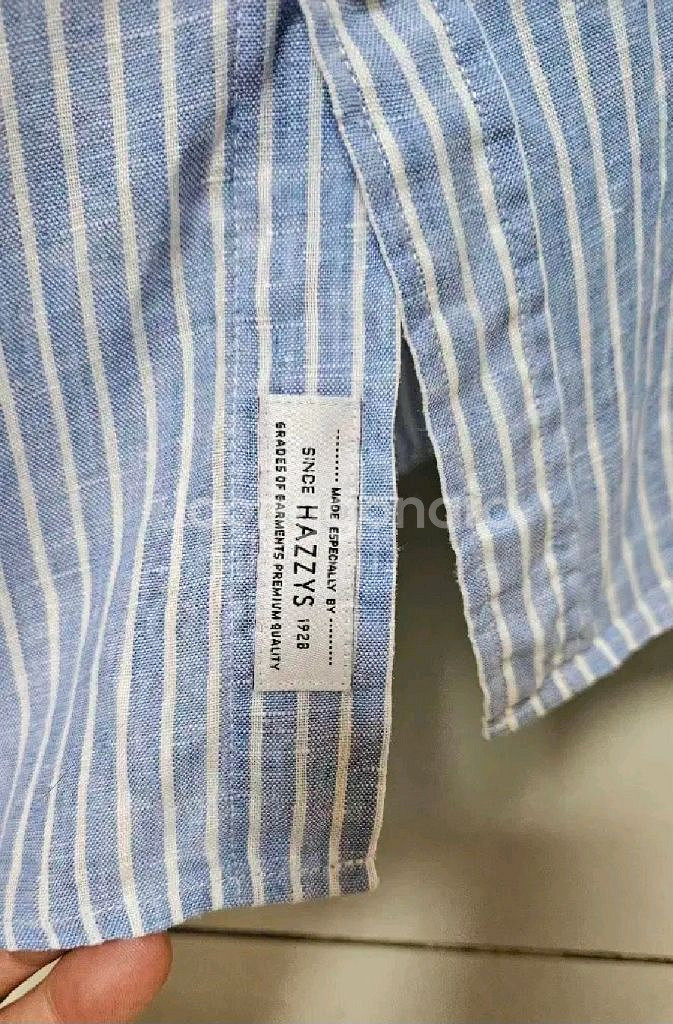 ·········· MADE ESPECIALLY BY ··········
SINCE HAZZYS 1928
GRADES OF GARMENTS PREMIUM QUALITY